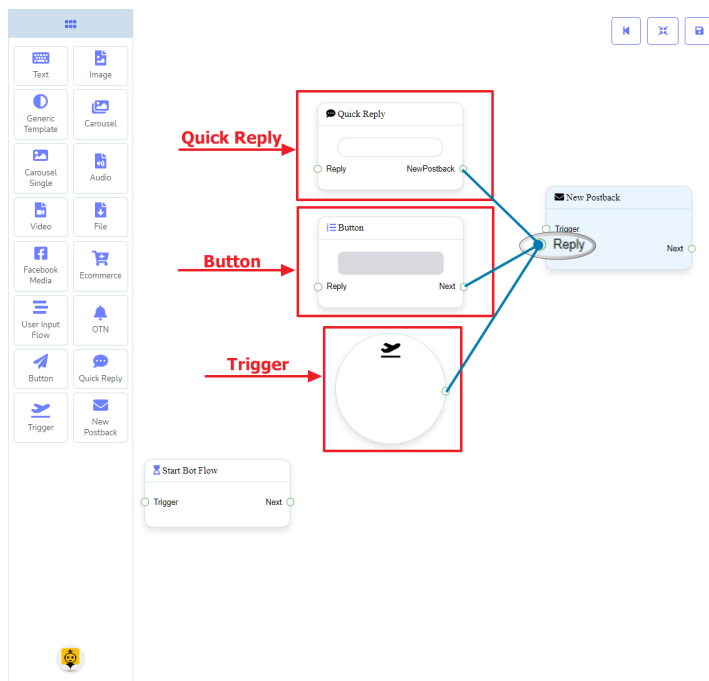 Text
Image
Generic
Template
Carousel
Carousel
Single
Audio
Video
File
Facebook
Media
Ecommerce
User Input
Flow
OTN
Button
Quick Reply
Trigger
New
Postback
Quick Reply
Quick Reply
Reply
NewPostback
Button
Button
Reply
Next
Trigger
New Postback
Trigger
Reply
Next
Start Bot Flow
Trigger
Next